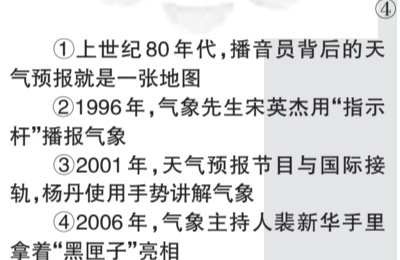 ④
①上世纪80年代，播音员背后的天
气预报就是一张地图
②1996年，气象先生宋英杰用“指示
杆”播报气象
③2001年，天气预报节目与国际接
轨，杨丹使用手势讲解气象
④2006年，气象主持人裴新华手里
拿着“黑匣子”亮相